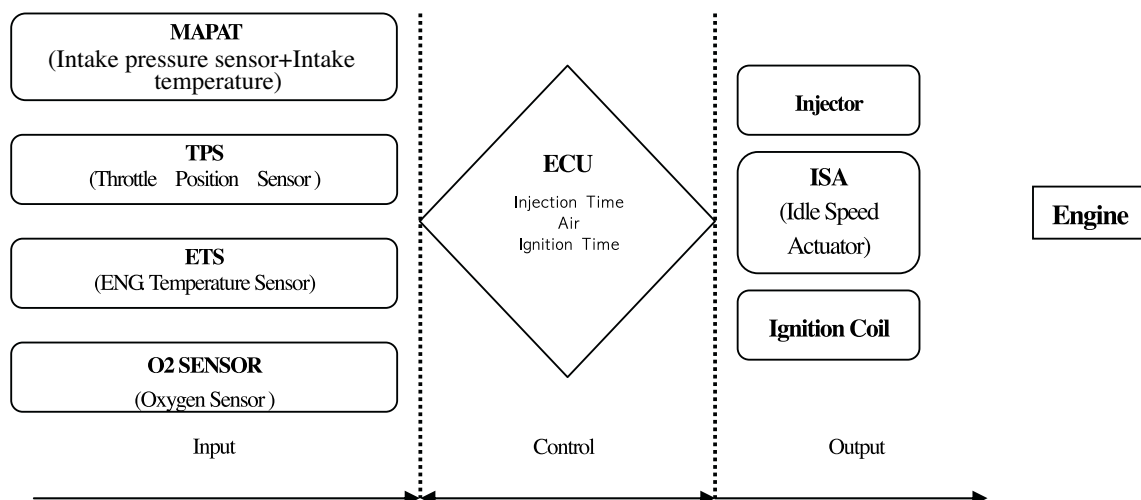 MAPAT
(Intake pressure sensor+Intake
temperature)
TPS
(Throttle Position Sensor)
ETS
(ENG Temperature Sensor)
O2 SENSOR
(Oxygen Sensor)
Input
ECU
Injection Time
Air
Ignition Time
Control
Injector
ISA
(Idle Speed
Actuator)
Ignition Coil
Output
Engine